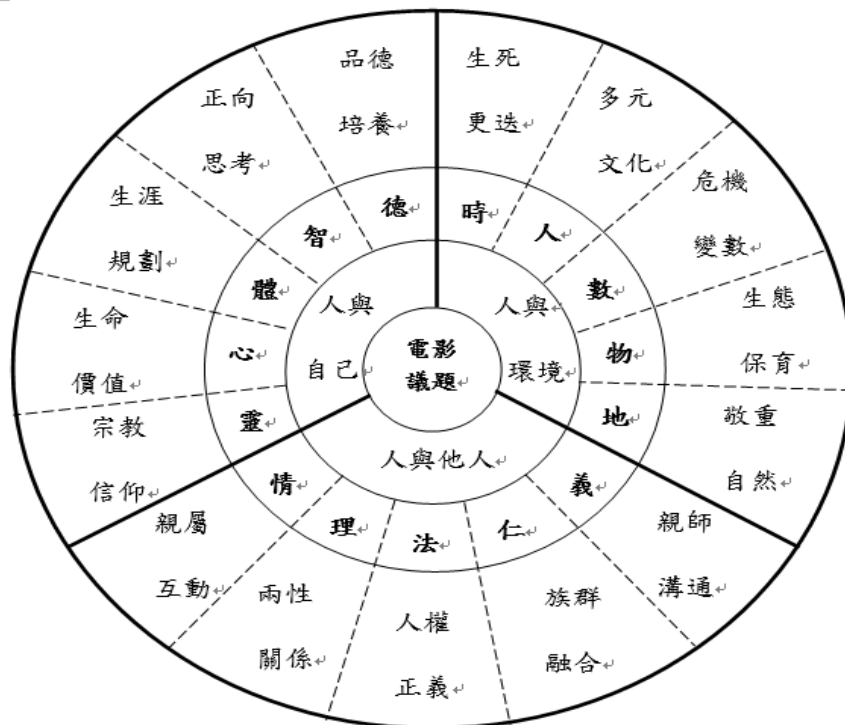 品德
培養
生死
更迭
正向
思考
多元
文化
生涯
規劃
危機
變數
生命
價值
生態
保育
宗教
信仰
敬重
自然
親屬
互動
兩性
關係
人權
正義
族群
融合
親師
溝通
德
時
智
人
體
數
心
物
靈
地
情
理
法
仁
義
人與
自己
人與
環境
人與他人
電影
議題